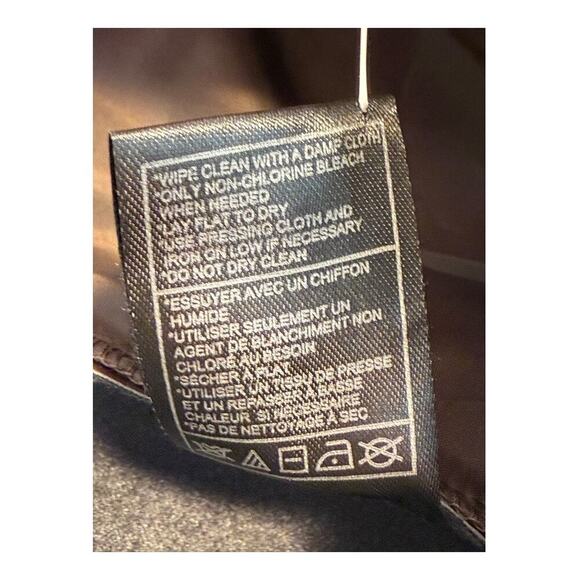 *WIPE CLEAN WITH A DAMP CLOTH
*ONLY NON-CHLORINE BLEACH
WHEN NEEDED
*LAY FLAT TO DRY
*USE PRESSING CLOTH AND
IRON ON LOW IF NECESSARY
*DO NOT DRY CLEAN
*ESSUYER AVEC UN CHIFFON
HUMIDE
*UTILISER SEULEMENT UN
AGENT DE BLANCHIMENT NON
CHLORE AU BESOIN
*SECHER A PLAT
*UTILISER UN TISSU DE PRESSE
ET UN REPASSER A BASSE
CHALEUR SI NECESSAIRE
*PAS DE NETTOYAGE A SEC